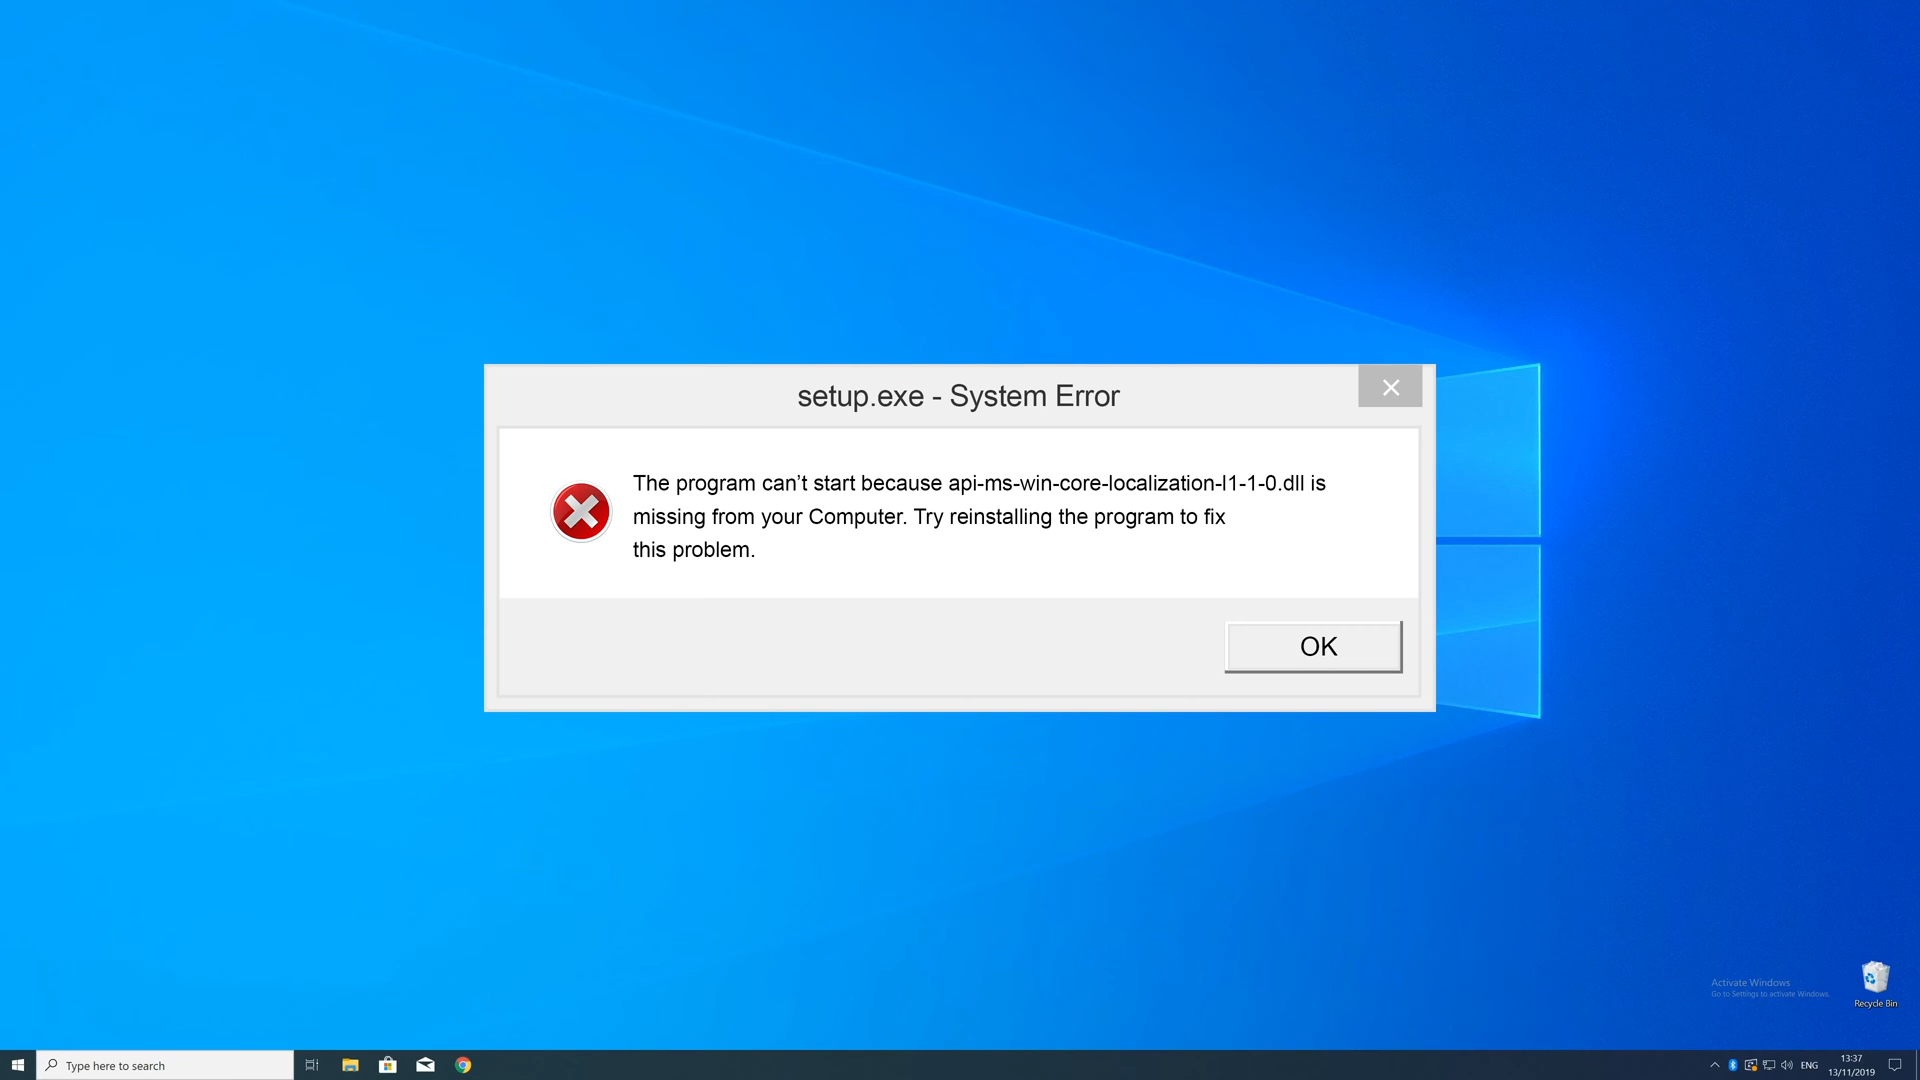 setup.exe - System Error
The program can’t start because api-ms-win-core-localization-l1-1-0.dll is
missing from your Computer. Try reinstalling the program to fix
this problem.
OK
Activate Windows
Go to Settings to activate Windows.
Recycle Bin
Type here to search
ENG
13:37
13/11/2019